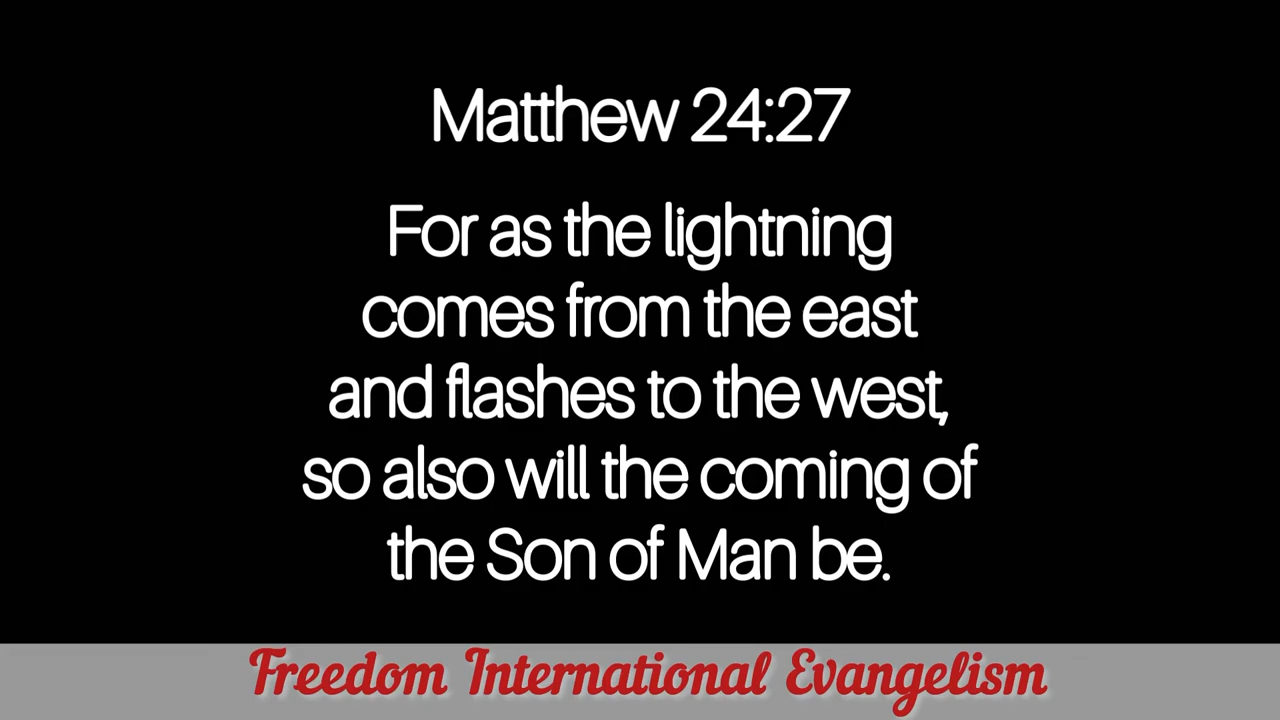 Matthew 24:27
For as the lightning
comes from the east
and flashes to the west,
so also will the coming of
the Son of Man be.
Freedom International Evangelism